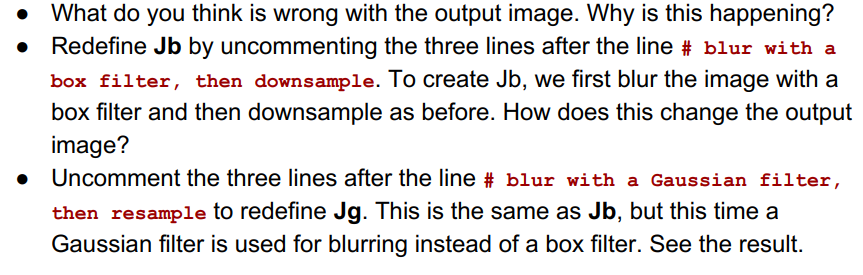 ● What do you think is wrong with the output image. Why is this happening?
● Redefine Jb by uncommenting the three lines after the line # blur with a
box filter, then downsample. To create Jb, we first blur the image with a
box filter and then downsample as before. How does this change the output
image?
● Uncomment the three lines after the line # blur with a Gaussian filter,
then resample to redefine Jg. This is the same as Jb, but this time a
Gaussian filter is used for blurring instead of a box filter. See the result.